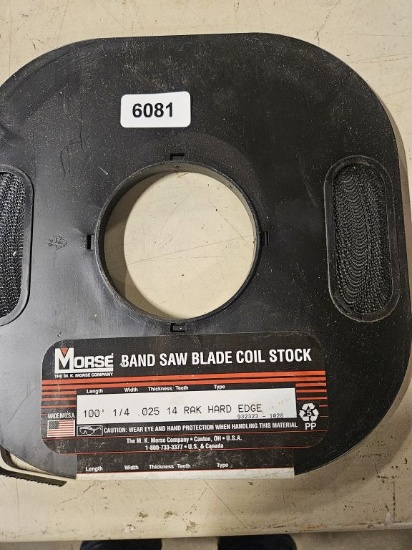 6081
MORSE BAND SAW BLADE COIL STOCK
THE M. K. MORSE COMPANY
Length Width Thickness Teeth Type
100' 1/4 .025 14 RAK HARD EDGE
MADE IN U.S.A.
Length Width Thickness Teeth Type
CAUTION: WEAR EYE AND HAND PROTECTION WHEN HANDLING THIS MATERIAL
The M. K. Morse Company • Canton, OH • U.S.A.
1-800-733-3377 • U.S. & Canada
5
PP